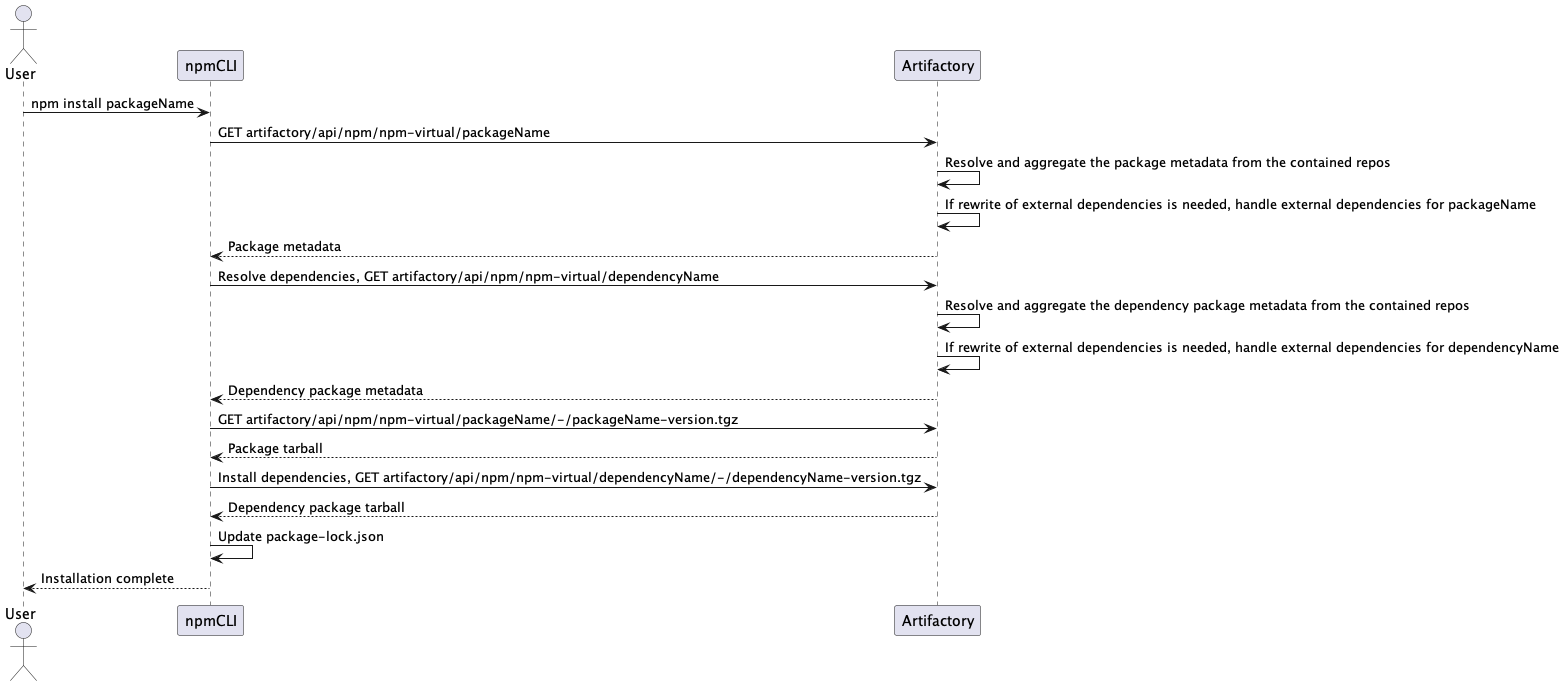 User
npmCLI
Artifactory
npm install packageName
GET artifactory/api/npm/npm-virtual/packageName
Resolve and aggregate the package metadata from the contained repos
If rewrite of external dependencies is needed, handle external dependencies for packageName
Package metadata
Resolve dependencies, GET artifactory/api/npm/npm-virtual/dependencyName
Resolve and aggregate the dependency package metadata from the contained repos
If rewrite of external dependencies is needed, handle external dependencies for dependencyName
Dependency package metadata
GET artifactory/api/npm/npm-virtual/packageName/-/packageName-version.tgz
Package tarball
Install dependencies, GET artifactory/api/npm/npm-virtual/dependencyName/-/dependencyName-version.tgz
Dependency package tarball
Update package-lock.json
Installation complete
User
npmCLI
Artifactory